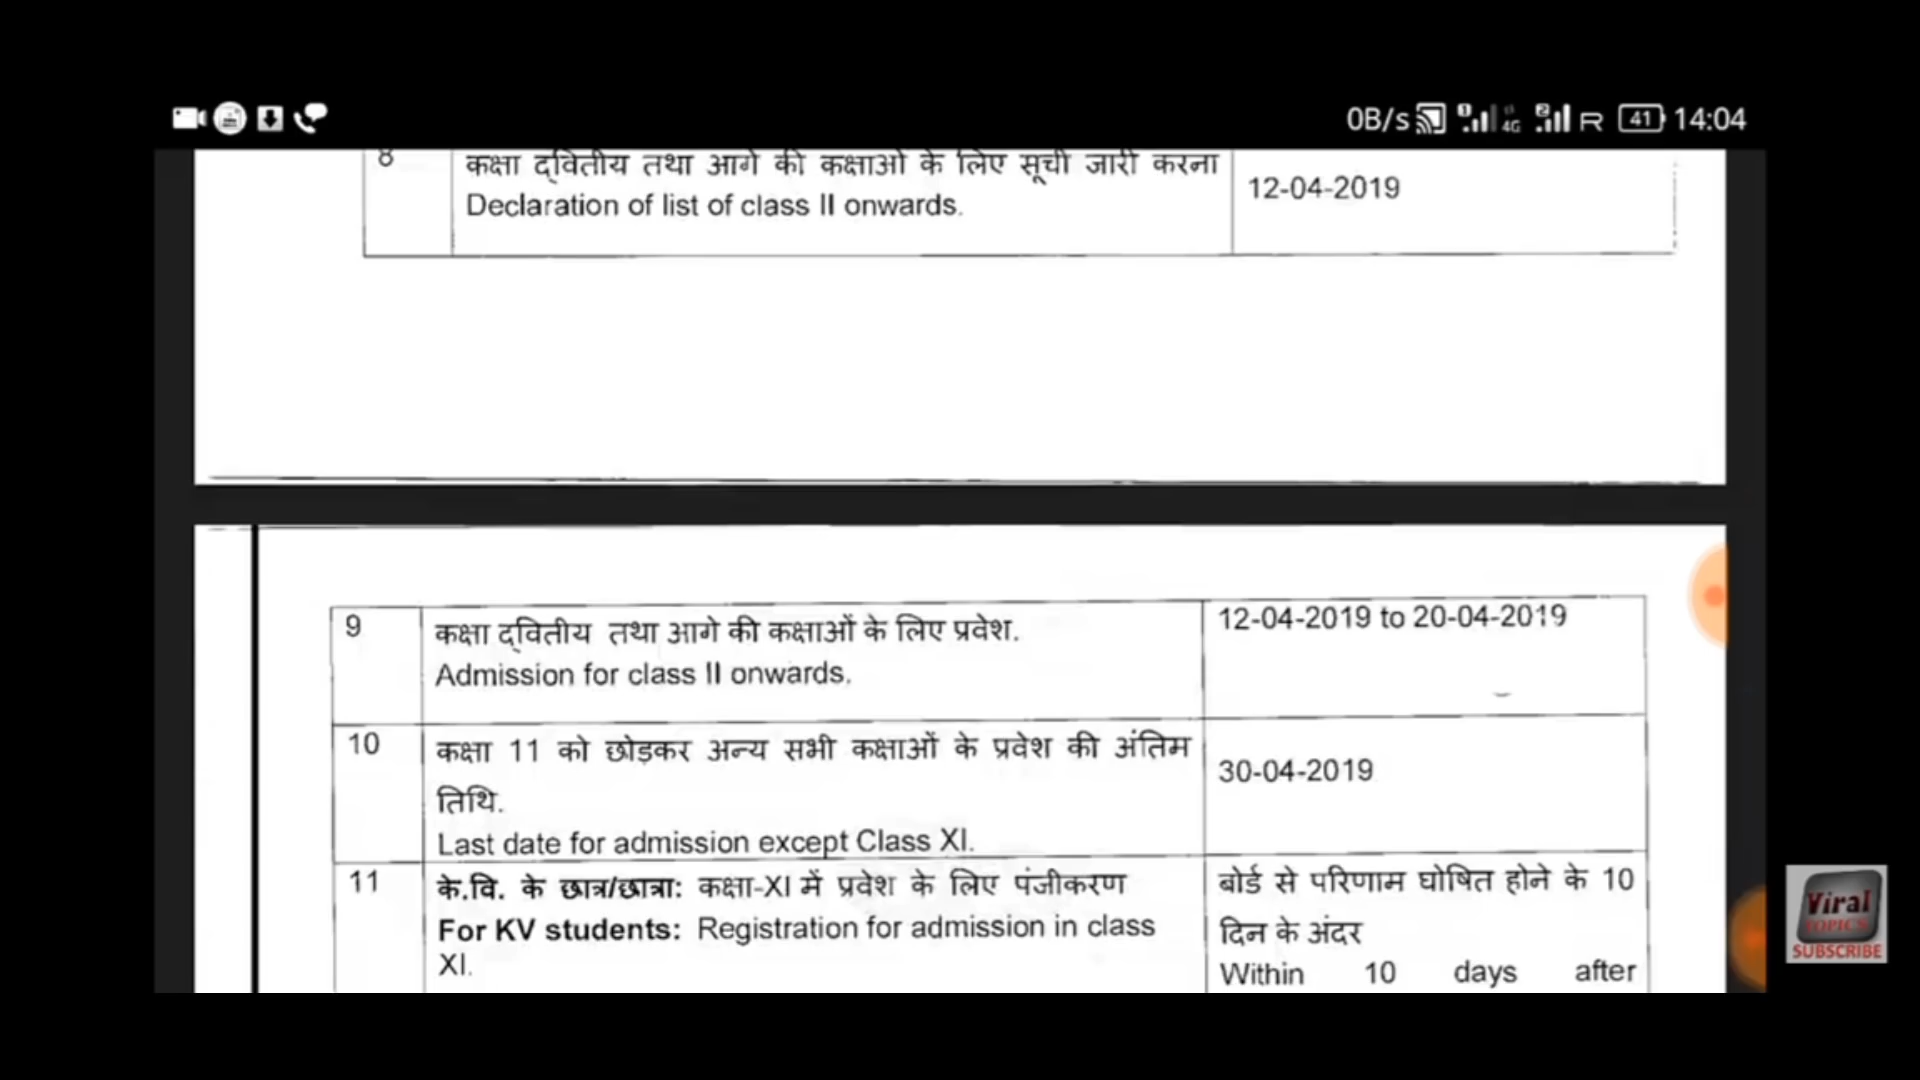 0B/s 4G R 41 14:04
8 कक्षा द्वितीय तथा आगे की कक्षाओं के लिए सूची जारी करना
Declaration of list of class II onwards.
12-04-2019
9 कक्षा द्वितीय तथा आगे की कक्षाओं के लिए प्रवेश.
Admission for class II onwards.
12-04-2019 to 20-04-2019
10 कक्षा 11 को छोड़कर अन्य सभी कक्षाओं के प्रवेश की अंतिम
तिथि.
Last date for admission except Class XI.
30-04-2019
11 के.वि. के छात्र/छात्रा: कक्षा-XI में प्रवेश के लिए पंजीकरण
For KV students: Registration for admission in class
XI.
बोर्ड से परिणाम घोषित होने के 10
दिन के अंदर
Within 10 days after
Viral
TOPICS
SUBSCRIBE